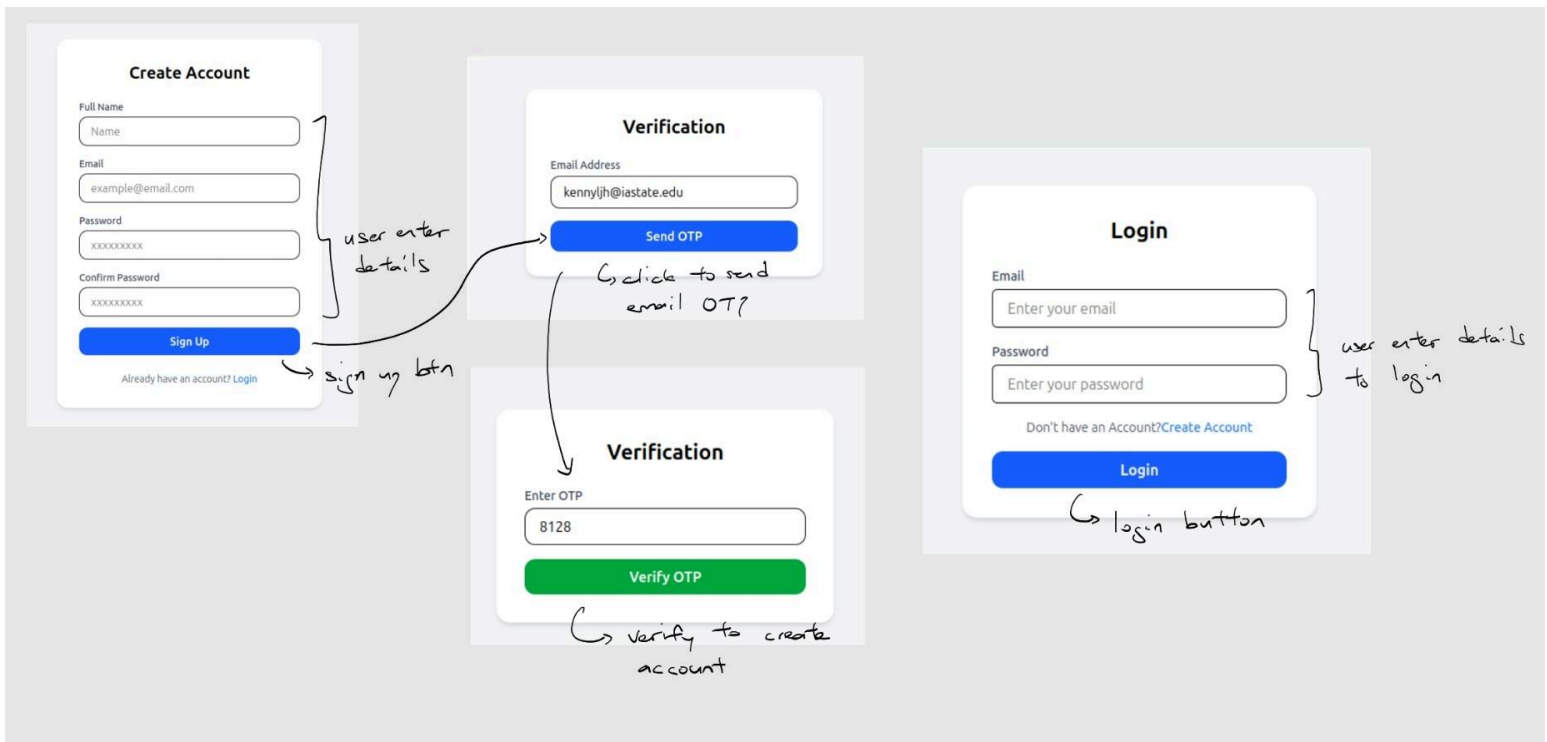 Create Account
Full Name
Name
Email
example@email.com
Password
xxxxxxxxx
Confirm Password
xxxxxxxxx
Sign Up
Already have an account? Login
user enter
details
sign up btn
Verification
Email Address
kennyljh@iastate.edu
Send OTP
click to send
email OTP
Verification
Enter OTP
8128
Verify OTP
verify to create
account
Login
Email
Enter your email
Password
Enter your password
Don't have an Account?Create Account
Login
user enter details
to login
login button